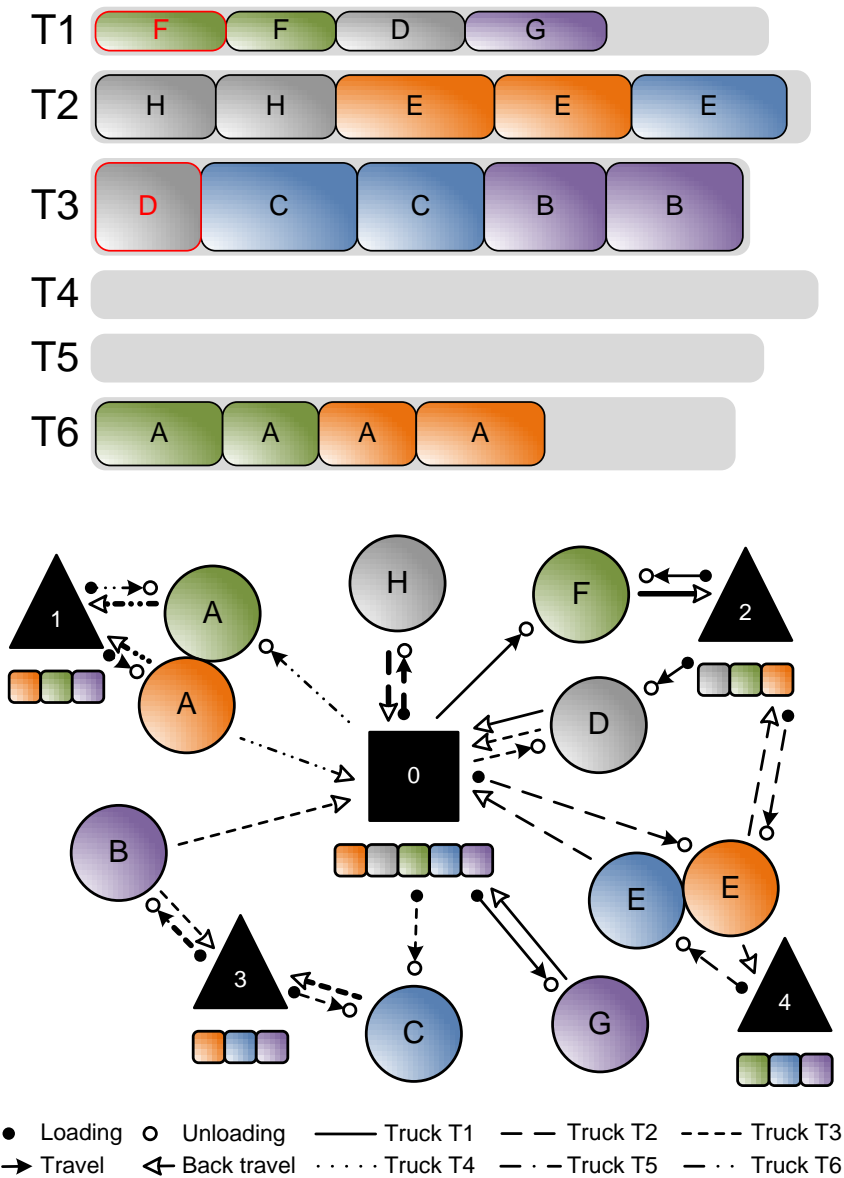 T1 F F D G
T2 H H E E E
T3 D C C B B
T4
T5
T6 A A A A
H
F
A
1
2
A
D
0
B
E
E
3
C
G
4
Loading Unloading Truck T1 Truck T2 Truck T3
Travel Back travel Truck T4 Truck T5 Truck T6